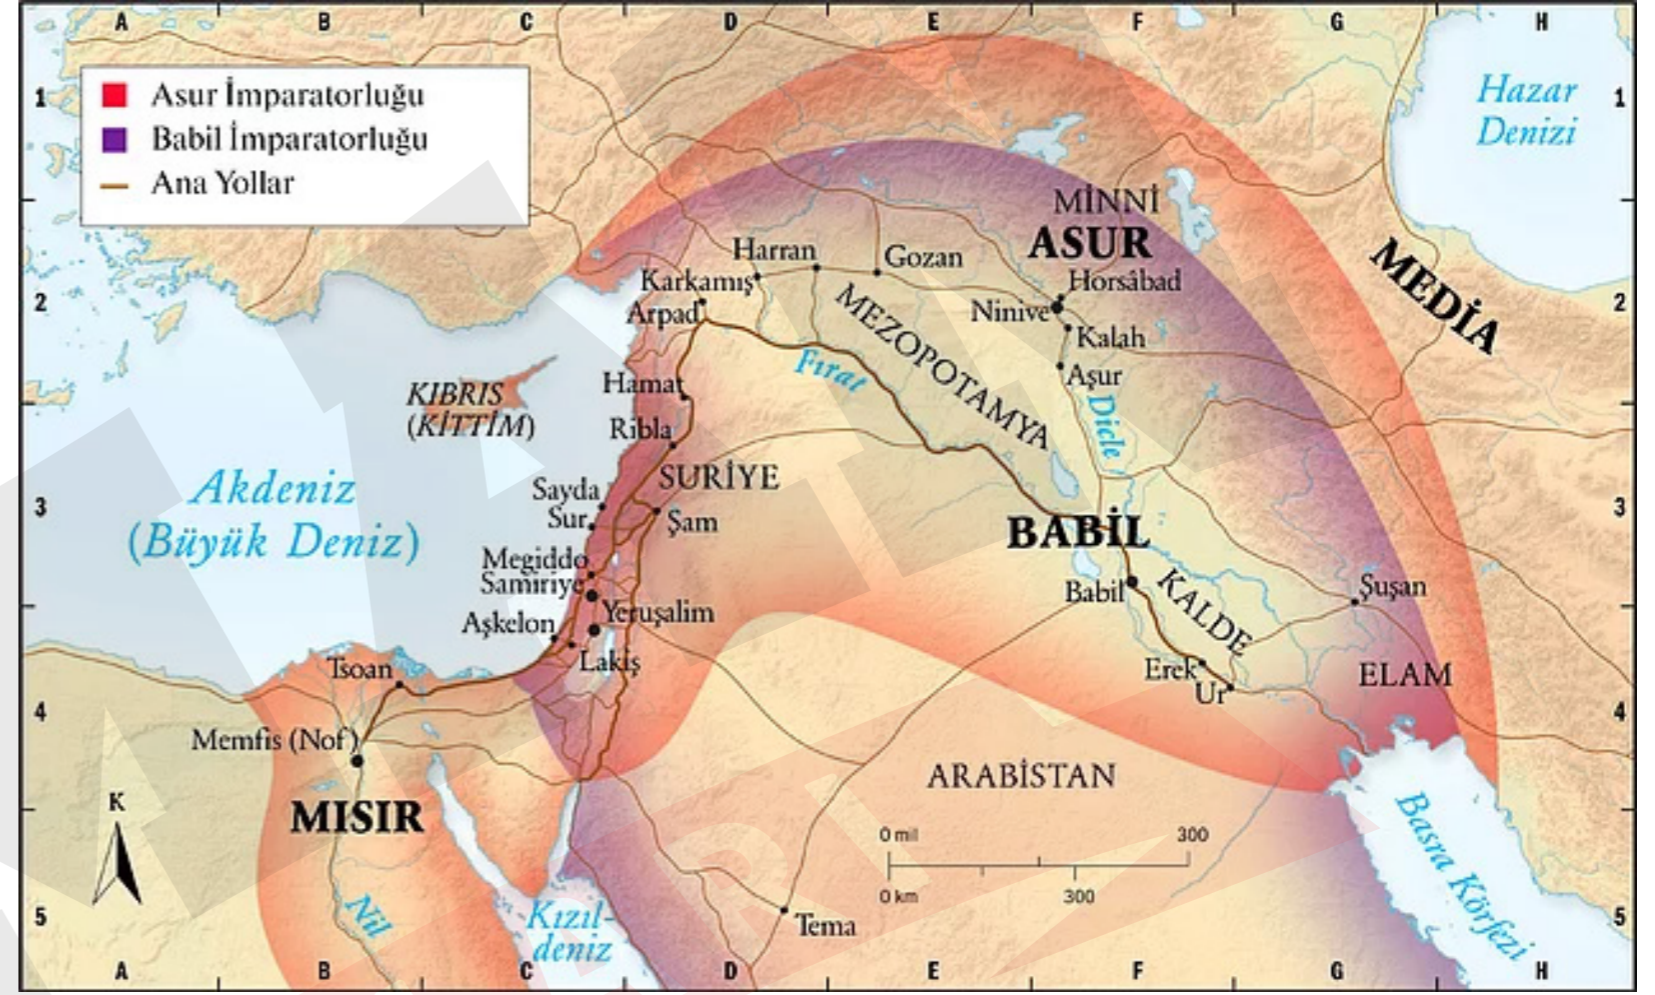 A B C D E F G H
1 1
Asur İmparatorluğu
Babil İmparatorluğu
Ana Yollar
Hazar
Denizi
MİNNİ
ASUR
MEDİA
Harran
Gozan
Karkamış
Horsâbad
2 2
Arpad
Ninive
MEZOPOTAMYA
Kalah
Fırat
Aşur
Hamat
KIBRIS
(KİTTİM)
Dicle
Ribla
SURİYE
Akdeniz
(Büyük Deniz)
Sayda
3 3
Sur
Şam
BABİL
Megiddo
Samiriye
Babil
KALDE
Şuşan
Yeruşalim
Aşkelon
Lakiş
Tsoan
Erek
Ur
ELAM
4 4
Memfis (Nof)
ARABİSTAN
K
MISIR
0 mil 300
0 km 300
Basra Körfezi
5 5
Nil
Kızıl-
deniz
Tema
A B C D E F G H